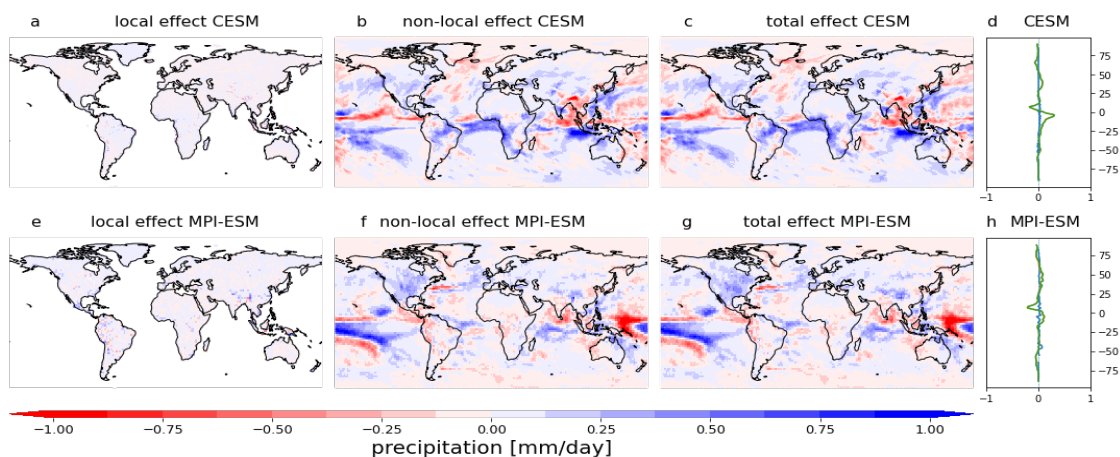 a local effect CESM b non-local effect CESM c total effect CESM d CESM
75
50
25
0
−25
−50
−75
−1 0 1
e local effect MPI-ESM f non-local effect MPI-ESM g total effect MPI-ESM h MPI-ESM
75
50
25
0
−25
−50
−75
−1 0 1
−1.00 −0.75 −0.50 −0.25 0.00 0.25 0.50 0.75 1.00
precipitation [mm/day]